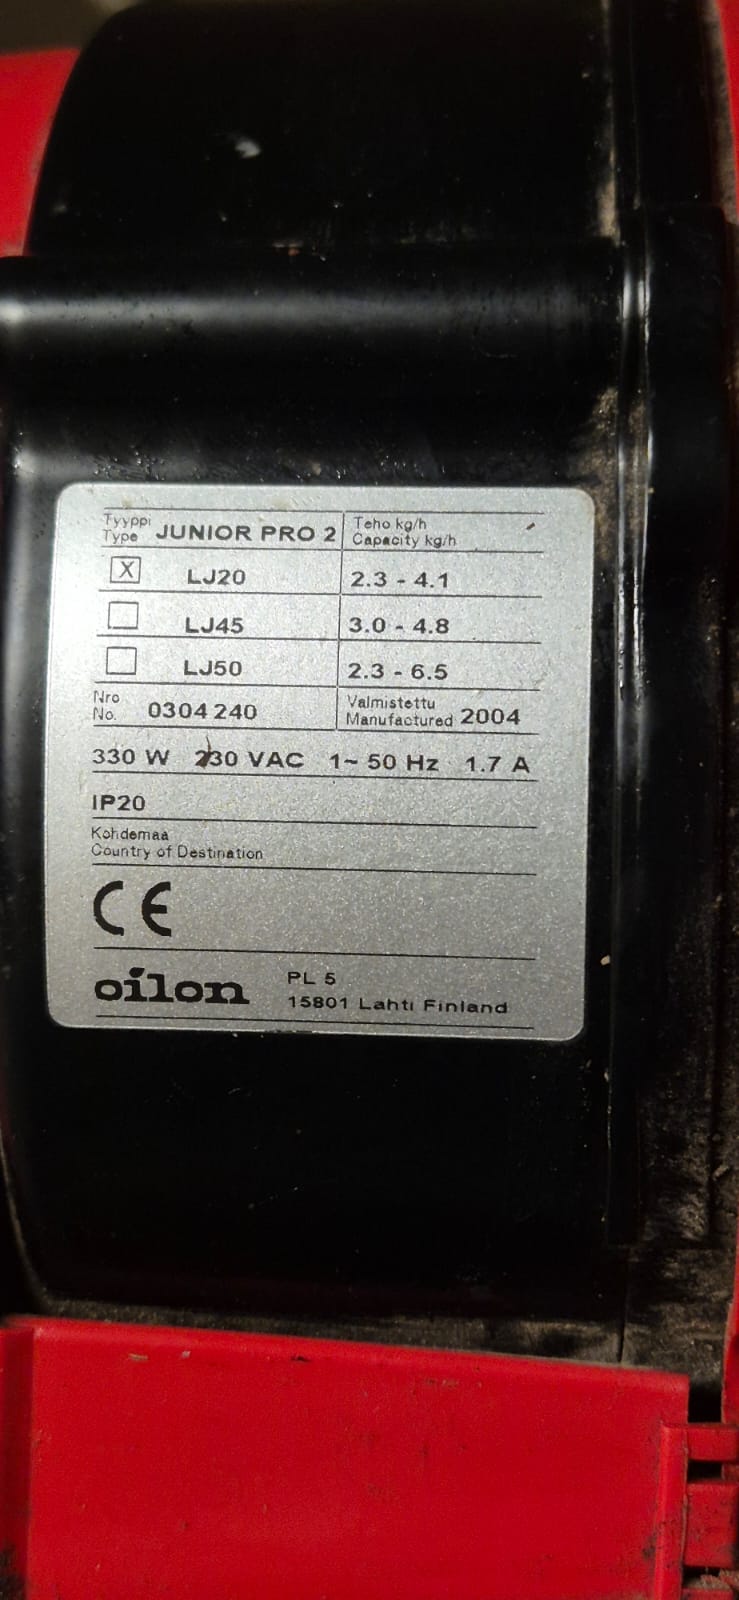 Tyyppi
Type JUNIOR PRO 2
Teho kg/h
Capacity kg/h
X LJ20 2.3 - 4.1
LJ45 3.0 - 4.8
LJ50 2.3 - 6.5
Nro
No. 0304240
Valmistettu
Manufactured 2004
330 W 230 VAC 1~ 50 Hz 1.7 A
IP20
Kohdemaa
Country of Destination
CE
oilon PL 5
15801 Lahti Finland